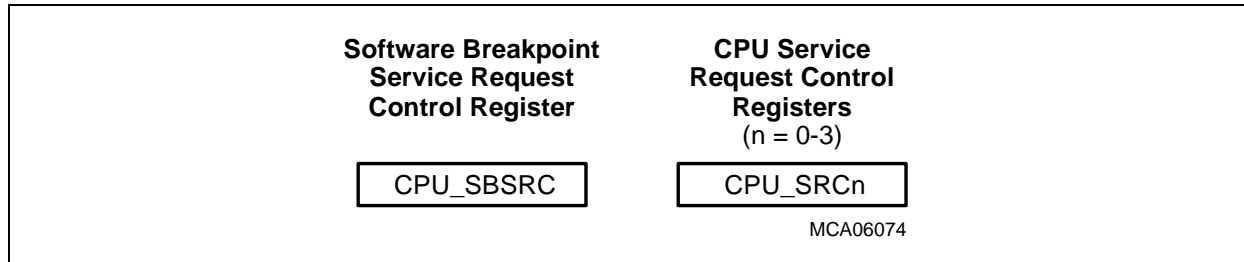 Software Breakpoint
Service Request
Control Register
CPU_SBSRC
CPU Service
Request Control
Registers
(n = 0-3)
CPU_SRCn
MCA06074